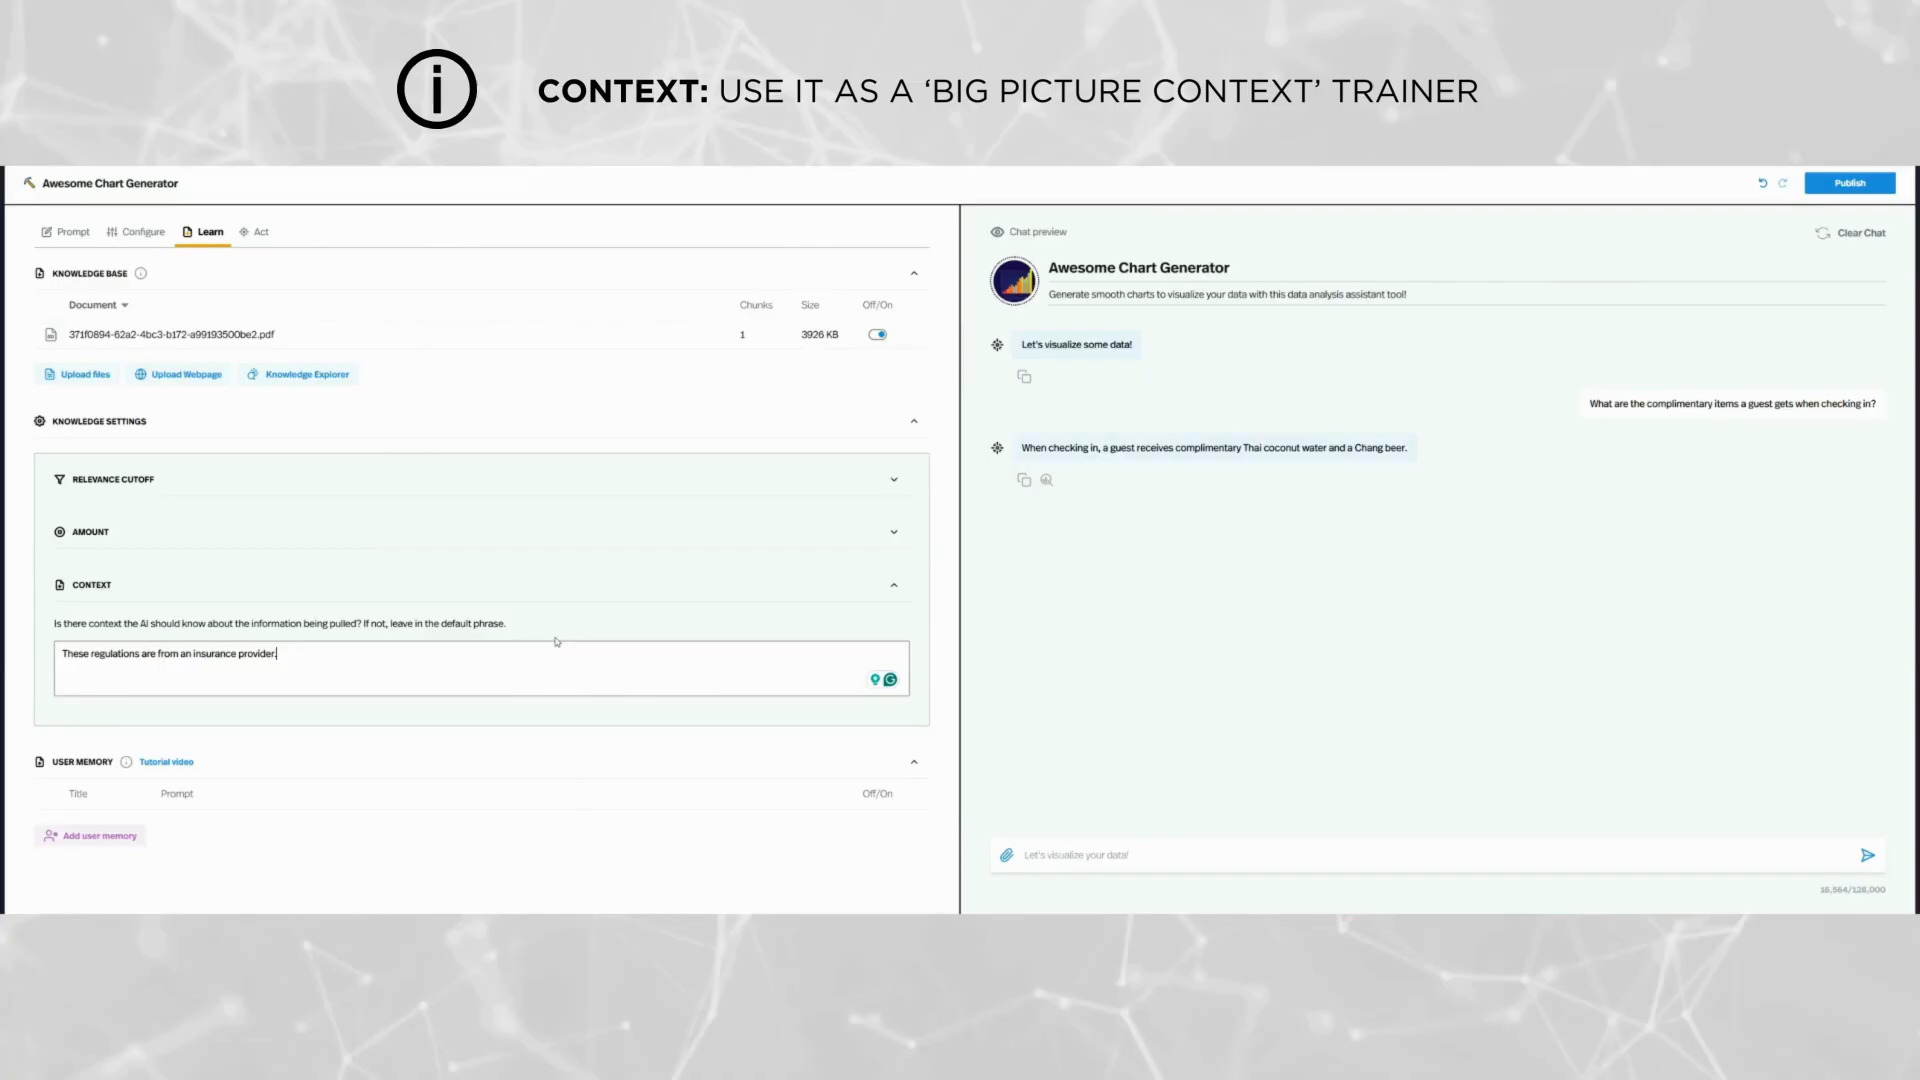 CONTEXT: USE IT AS A ‘BIG PICTURE CONTEXT’ TRAINER
Awesome Chart Generator
Publish
Prompt
Configure
Learn
Act
KNOWLEDGE BASE
Document
Chunks
Size
Off/On
371f0894-62a2-4bc3-b172-a99193500be2.pdf
1
3926 KB
Upload files
Upload Webpage
Knowledge Explorer
KNOWLEDGE SETTINGS
RELEVANCE CUTOFF
AMOUNT
CONTEXT
Is there context the AI should know about the information being pulled? If not, leave in the default phrase.
These regulations are from an insurance provider.
USER MEMORY
Tutorial video
Title
Prompt
Off/On
Add user memory
Chat preview
Clear Chat
Awesome Chart Generator
Generate smooth charts to visualize your data with this data analysis assistant tool!
Let's visualize some data!
What are the complimentary items a guest gets when checking in?
When checking in, a guest receives complimentary Thai coconut water and a Chang beer.
Let's visualize your data!
16,564/128,000